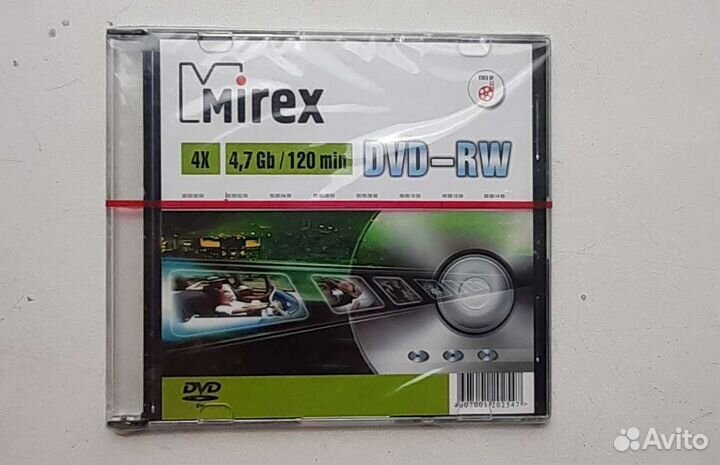 Mirex
4X
4,7 Gb / 120 min
DVD-RW
DVD
Avito